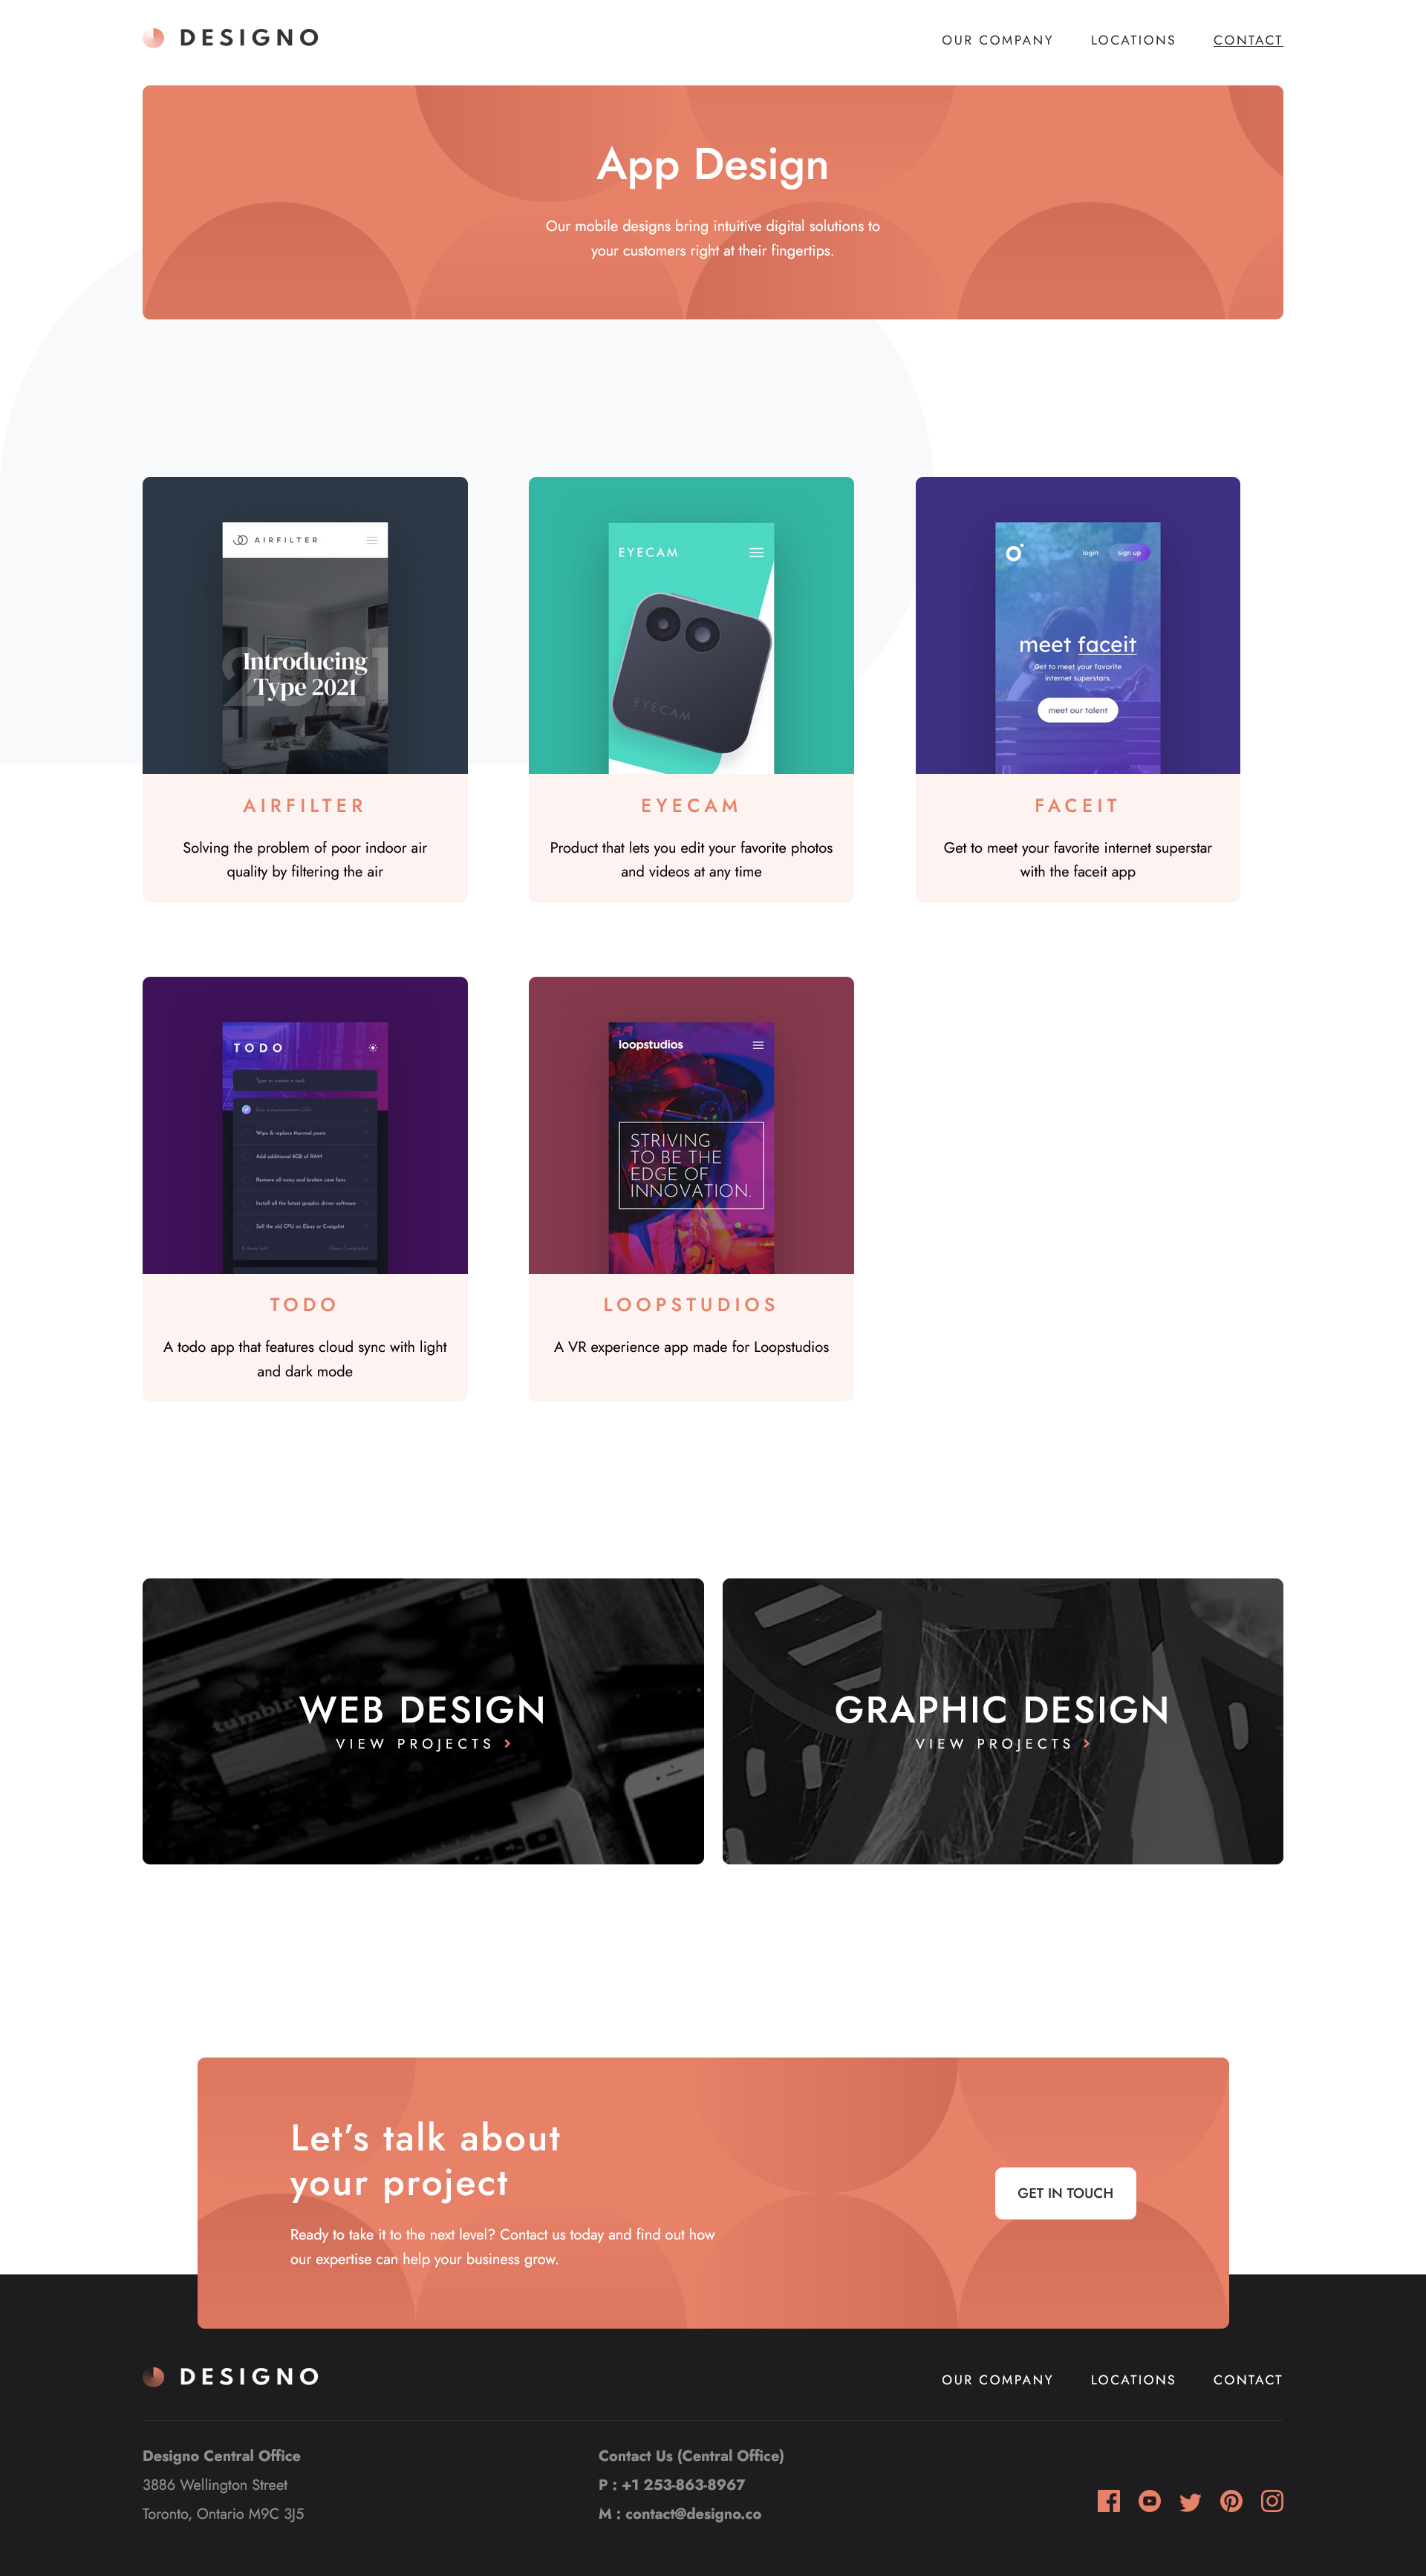 DESIGNO
OUR COMPANY LOCATIONS CONTACT
App Design
Our mobile designs bring intuitive digital solutions to
your customers right at their fingertips.
AIRFILTER
2021
Introducing
Type 2021
EYECAM
EYECAM
login sign up
meet faceit
Get to meet your favorite
internet superstars.
meet our talent
AIRFILTER
Solving the problem of poor indoor air
quality by filtering the air
EYECAM
Product that lets you edit your favorite photos
and videos at any time
FACEIT
Get to meet your favorite internet superstar
with the faceit app
TODO
Type to create a task
Wipe & replace thermal paste
Add additional 8GB of RAM
Remove all noisy and broken case fans
Install all the latest graphic driver software
Sell the old CPU on Ebay or Craigslist
5 items left Clear Completed
loopstudios
STRIVING
TO BE THE
EDGE OF
INNOVATION.
TODO
A todo app that features cloud sync with light
and dark mode
LOOPSTUDIOS
A VR experience app made for Loopstudios
tumblr.
WEB DESIGN
VIEW PROJECTS
GRAPHIC DESIGN
VIEW PROJECTS
Let’s talk about
your project
Ready to take it to the next level? Contact us today and find out how
our expertise can help your business grow.
GET IN TOUCH
DESIGNO
OUR COMPANY LOCATIONS CONTACT
Designo Central Office
3886 Wellington Street
Toronto, Ontario M9C 3J5
Contact Us (Central Office)
P : +1 253-863-8967
M : contact@designo.co